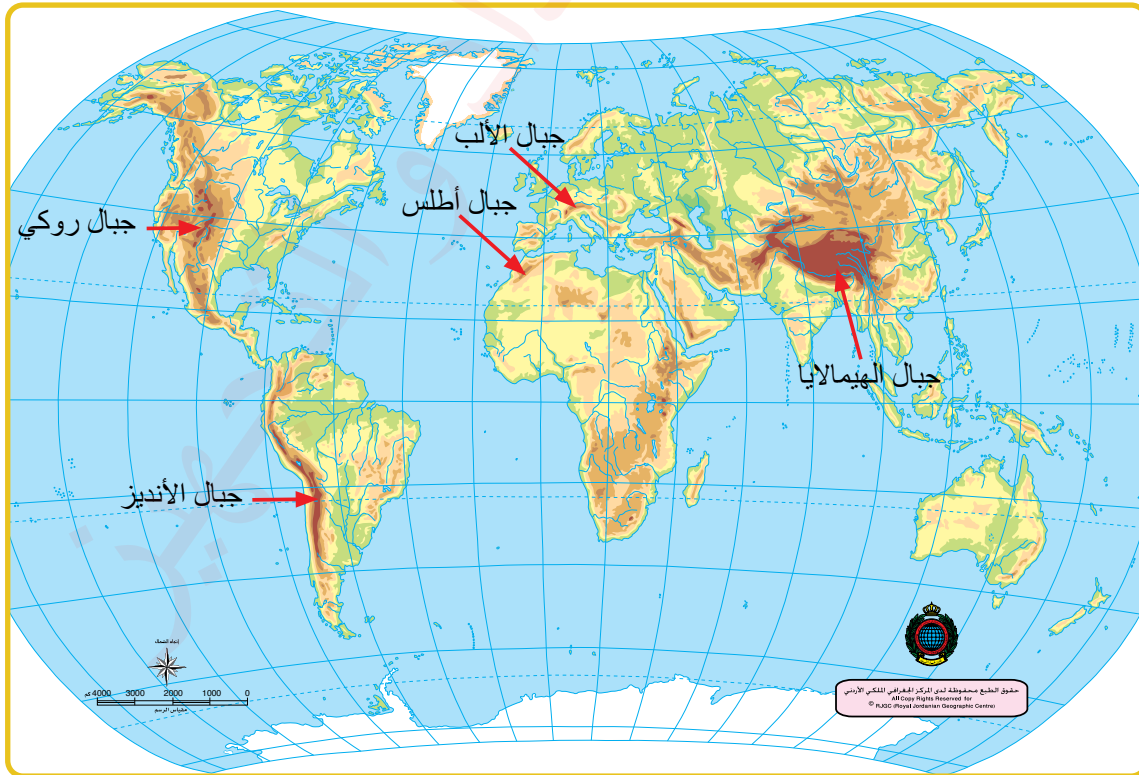 جبال الألب
جبال أطلس
جبال روكي
جبال الهيمالايا
جبال الأنديز
إتجاه الشمال
4000 3000 2000 1000 0
كم
مقياس الرسم
حقوق الطبع محفوظة لدى المركز الجغرافي الملكي الأردني
All Copy Rights Reserved for
© RJGC (Royal Jordanian Geographic Centre)